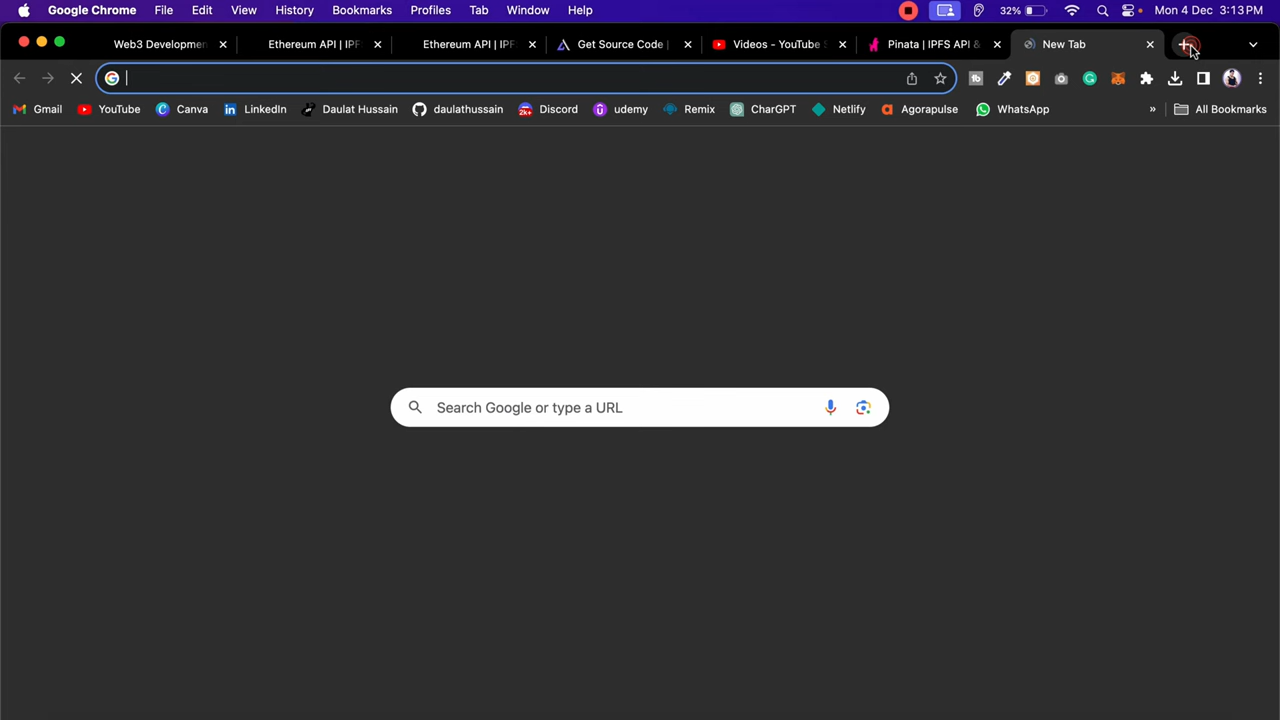 Google Chrome File Edit View History Bookmarks Profiles Tab Window Help 32% Mon 4 Dec 3:13 PM
Web3 Developmen Ethereum API | IPF Ethereum API | IPF Get Source Code | Videos - YouTube S Pinata | IPFS API & New Tab
Gmail YouTube Canva LinkedIn Daulat Hussain daulathussain Discord udemy Remix CharGPT Netlify Agorapulse WhatsApp » All Bookmarks
Search Google or type a URL